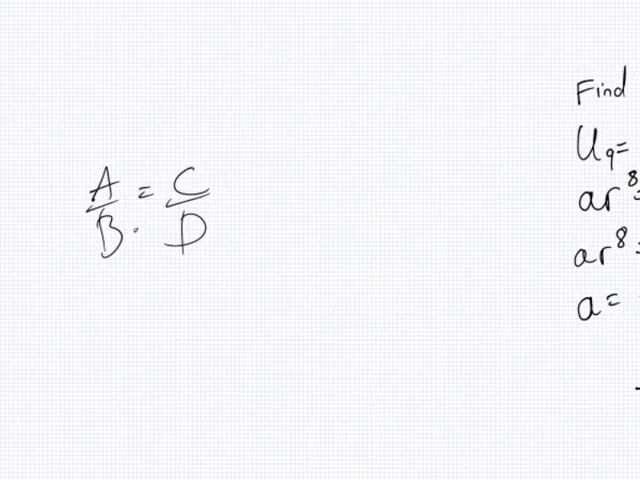 A/B = C/D
Find
U₉=
ar⁸=
ar⁸=
a=